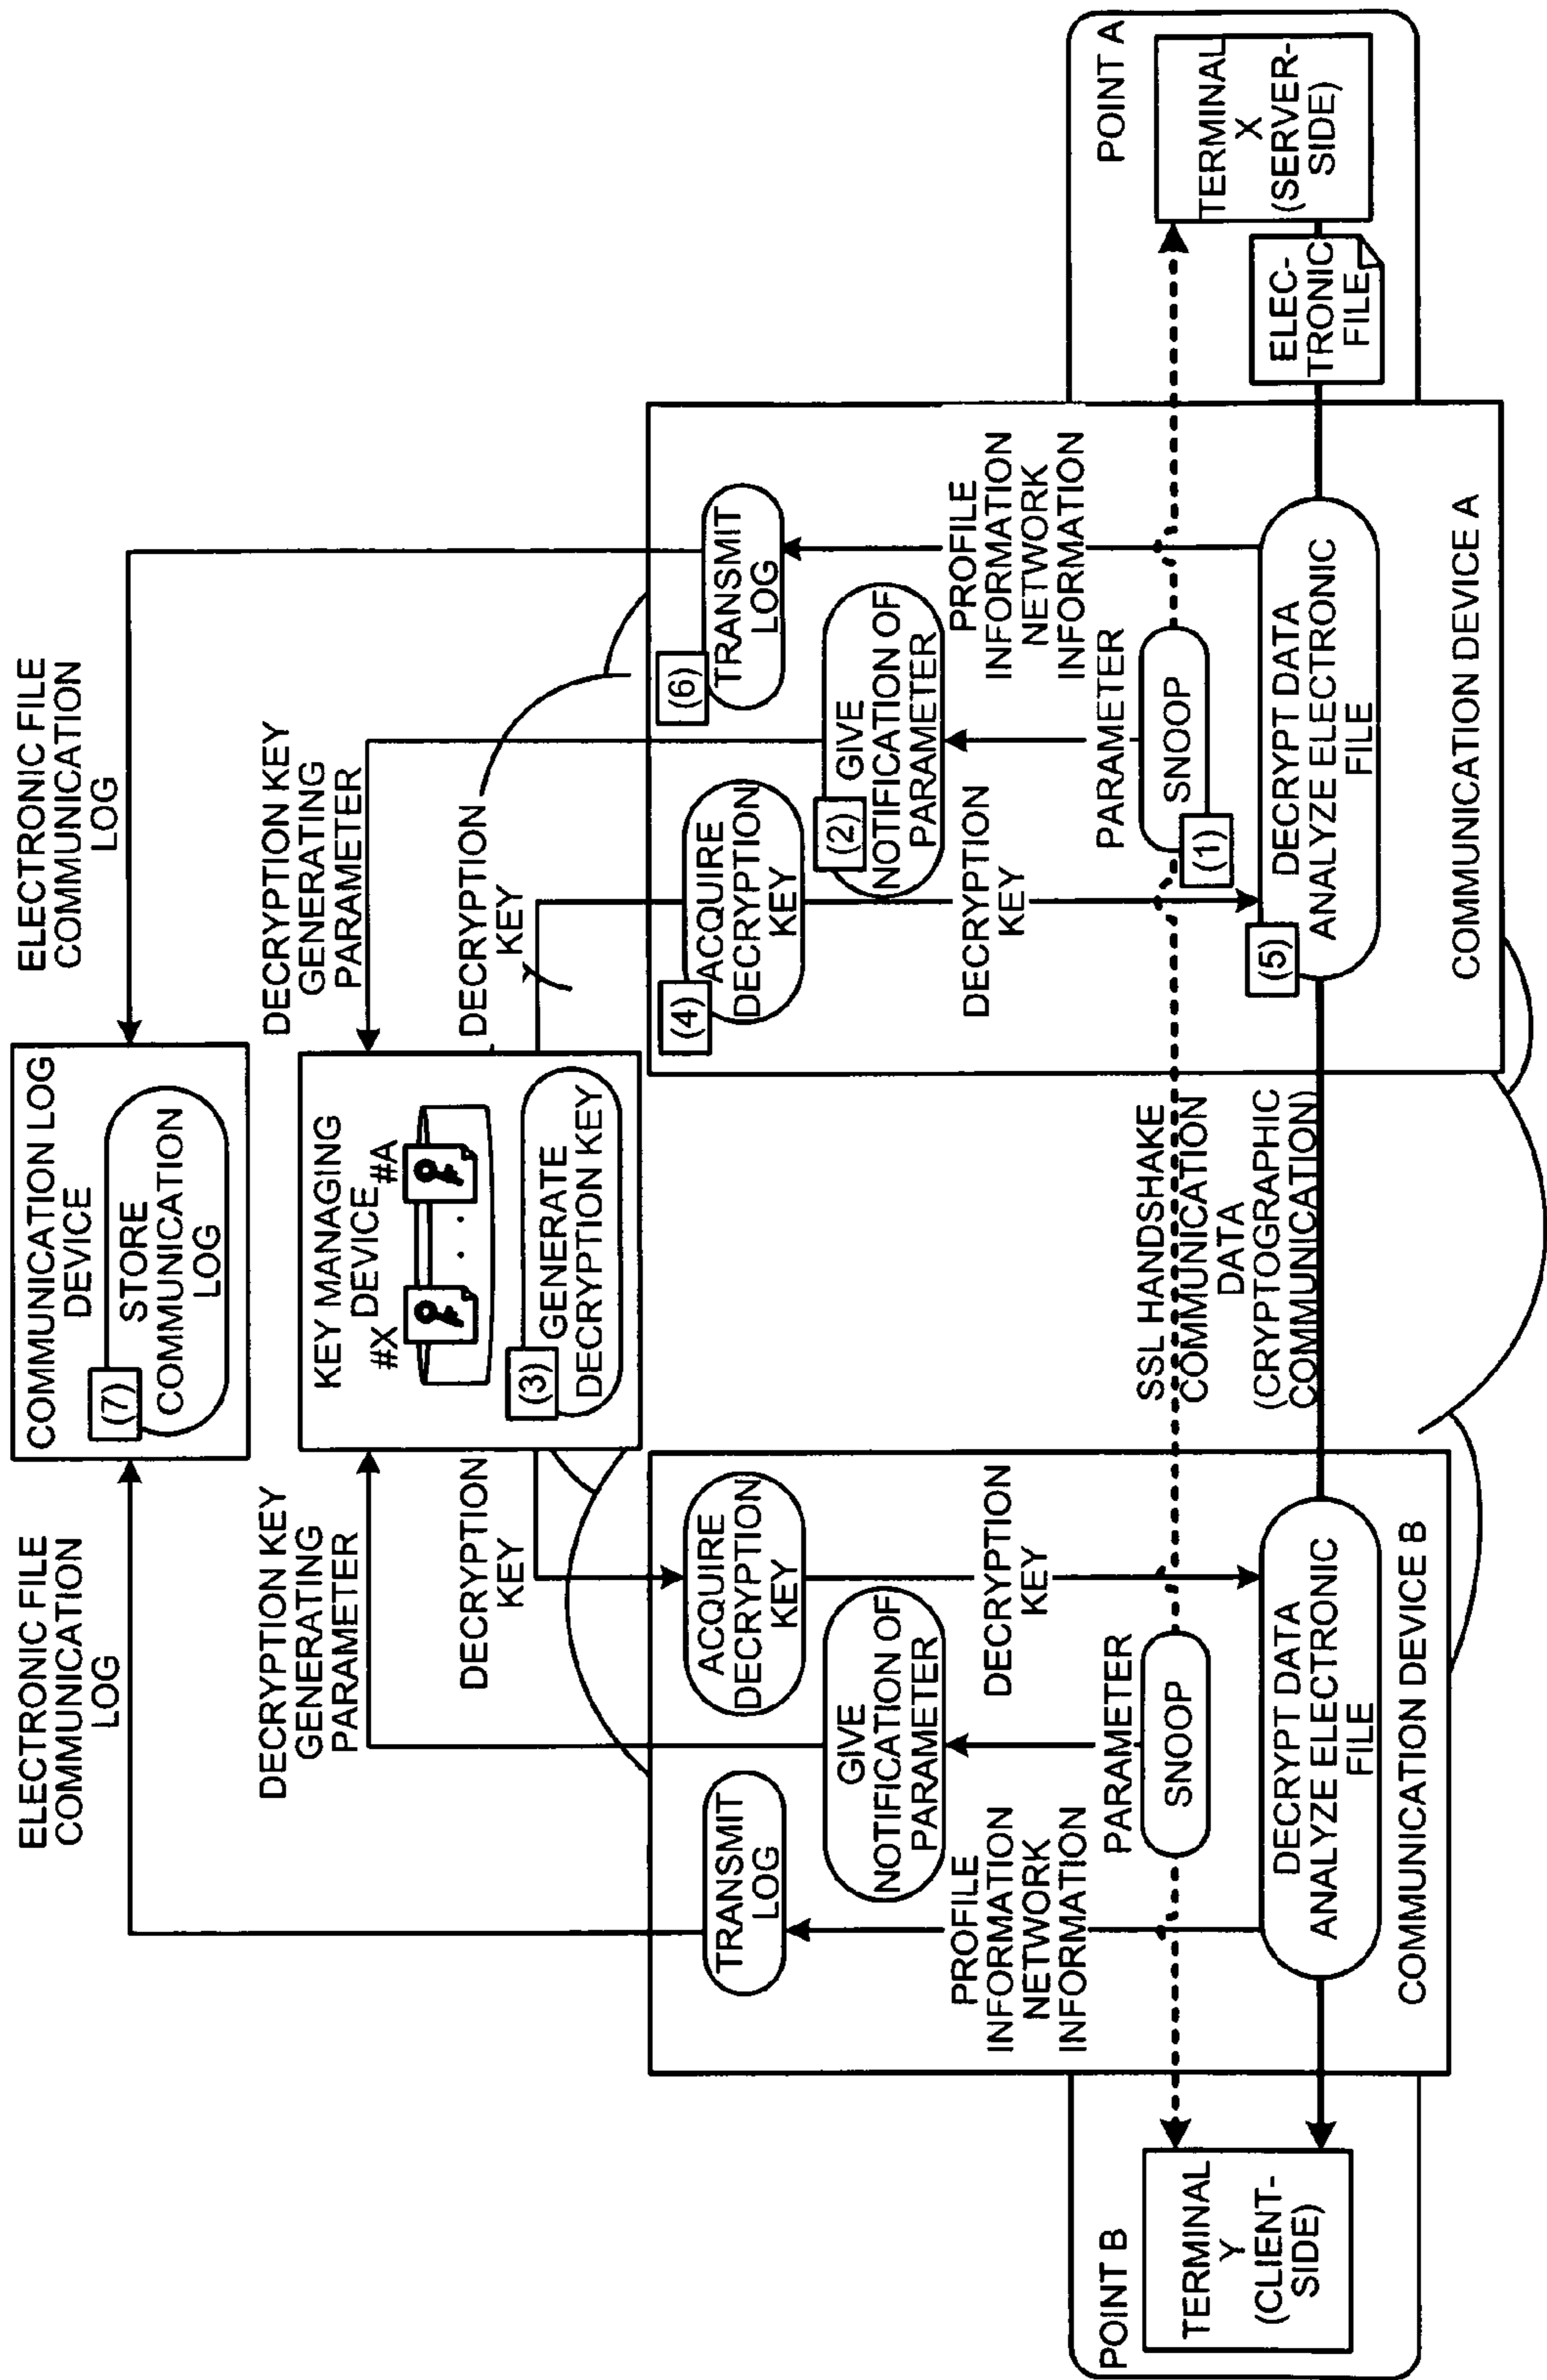 ELECTRONIC FILE
COMMUNICATION
LOG
COMMUNICATION LOG
DEVICE
(7)
STORE
COMMUNICATION
LOG
ELECTRONIC FILE
COMMUNICATION
LOG
DECRYPTION KEY
GENERATING
PARAMETER
KEY MANAGING
DEVICE
#X
#A
. . .
(3)
GENERATE
DECRYPTION KEY
DECRYPTION KEY
GENERATING
PARAMETER
DECRYPTION
KEY
DECRYPTION
KEY
TRANSMIT
LOG
ACQUIRE
DECRYPTION
KEY
GIVE
NOTIFICATION OF
PARAMETER
PROFILE
INFORMATION
NETWORK
INFORMATION
PARAMETER
DECRYPTION
KEY
SNOOP
DECRYPT DATA
ANALYZE ELECTRONIC
FILE
COMMUNICATION DEVICE B
POINT B
TERMINAL
Y
(CLIENT-
SIDE)
SSL HANDSHAKE
COMMUNICATION
DATA
(CRYPTOGRAPHIC
COMMUNICATION)
(4)
ACQUIRE
DECRYPTION
KEY
(6)
TRANSMIT
LOG
(2)
GIVE
NOTIFICATION OF
PARAMETER
DECRYPTION
KEY
PARAMETER
PROFILE
INFORMATION
NETWORK
INFORMATION
(1)
SNOOP
(5)
DECRYPT DATA
ANALYZE ELECTRONIC
FILE
COMMUNICATION DEVICE A
POINT A
TERMINAL
X
(SERVER-
SIDE)
ELEC-
TRONIC
FILE